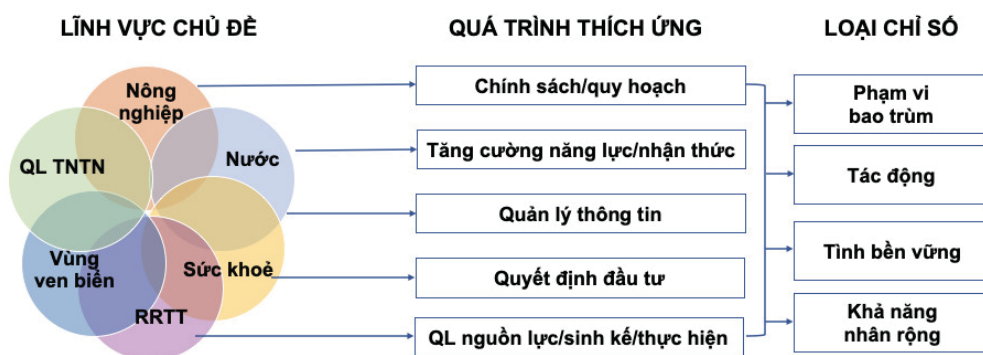 LĨNH VỰC CHỦ ĐỀ
Nông
nghiệp
QL TNTN
Nước
Vùng
ven biển
Sức khoẻ
RRTT
QUÁ TRÌNH THÍCH ỨNG
Chính sách/quy hoạch
Tăng cường năng lực/nhận thức
Quản lý thông tin
Quyết định đầu tư
QL nguồn lực/sinh kế/thực hiện
LOẠI CHỈ SỐ
Phạm vi
bao trùm
Tác động
Tình bền vững
Khả năng
nhân rộng